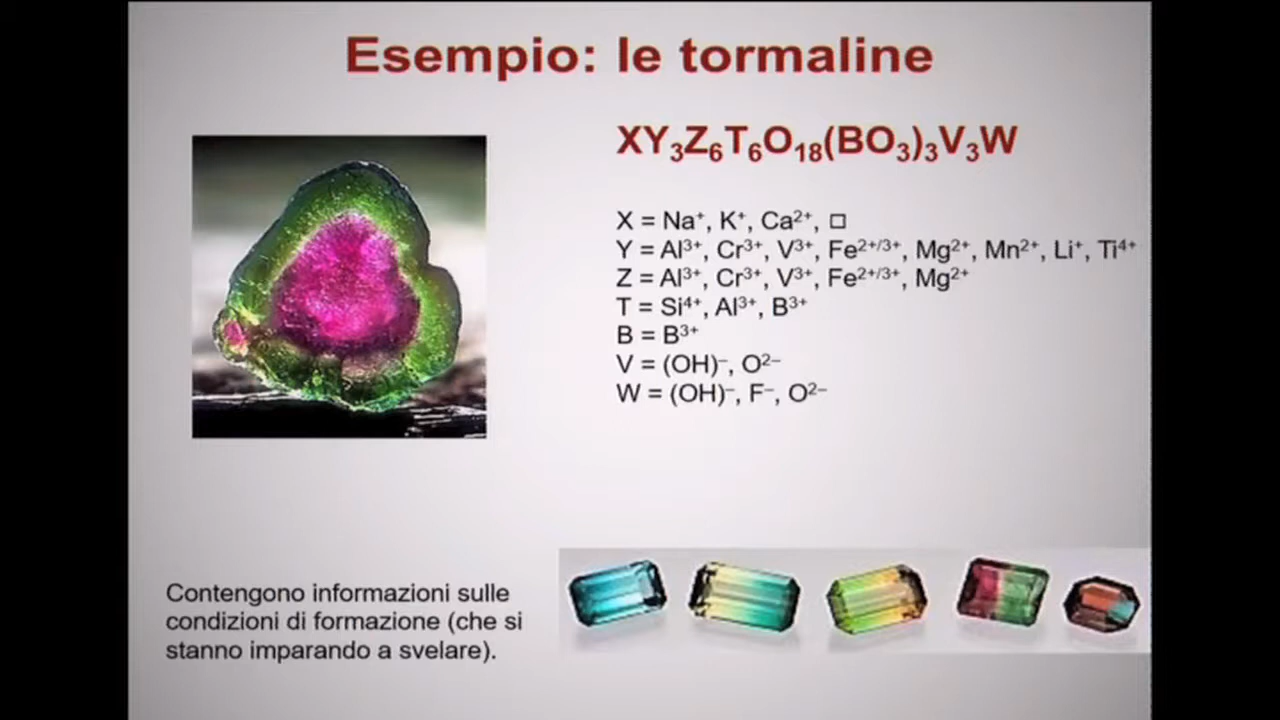 Esempio: le tormaline
XY₃Z₆T₆O₁₈(BO₃)₃V₃W
X = Na⁺, K⁺, Ca²⁺, □
Y = Al³⁺, Cr³⁺, V³⁺, Fe²⁺/³⁺, Mg²⁺, Mn²⁺, Li⁺, Ti⁴⁺
Z = Al³⁺, Cr³⁺, V³⁺, Fe²⁺/³⁺, Mg²⁺
T = Si⁴⁺, Al³⁺, B³⁺
B = B³⁺
V = (OH)⁻, O²⁻
W = (OH)⁻, F⁻, O²⁻
Contengono informazioni sulle
condizioni di formazione (che si
stanno imparando a svelare).